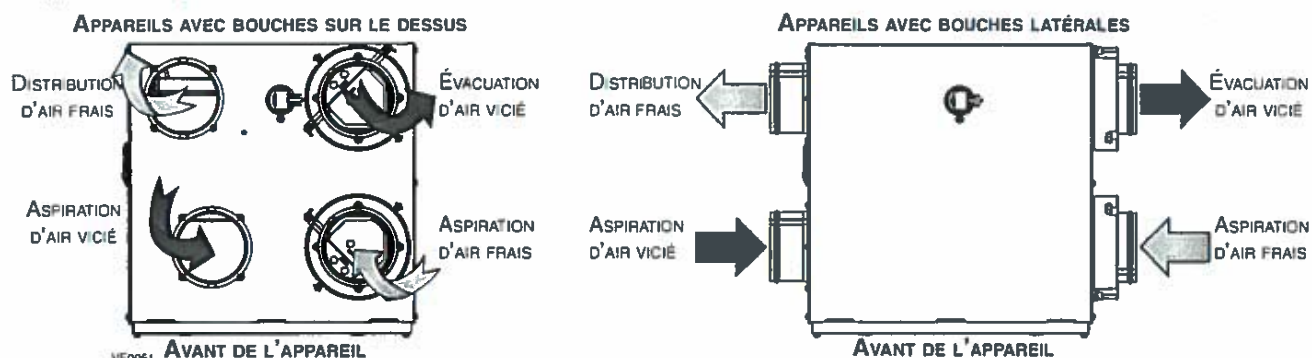 APPAREILS AVEC BOUCHES SUR LE DESSUS
DISTRIBUTION
D'AIR FRAIS
ÉVACUATION
D'AIR VICIÉ
ASPIRATION
D'AIR VICIÉ
ASPIRATION
D'AIR FRAIS
AVANT DE L'APPAREIL
APPAREILS AVEC BOUCHES LATÉRALES
DISTRIBUTION
D'AIR FRAIS
ÉVACUATION
D'AIR VICIÉ
ASPIRATION
D'AIR VICIÉ
ASPIRATION
D'AIR FRAIS
AVANT DE L'APPAREIL